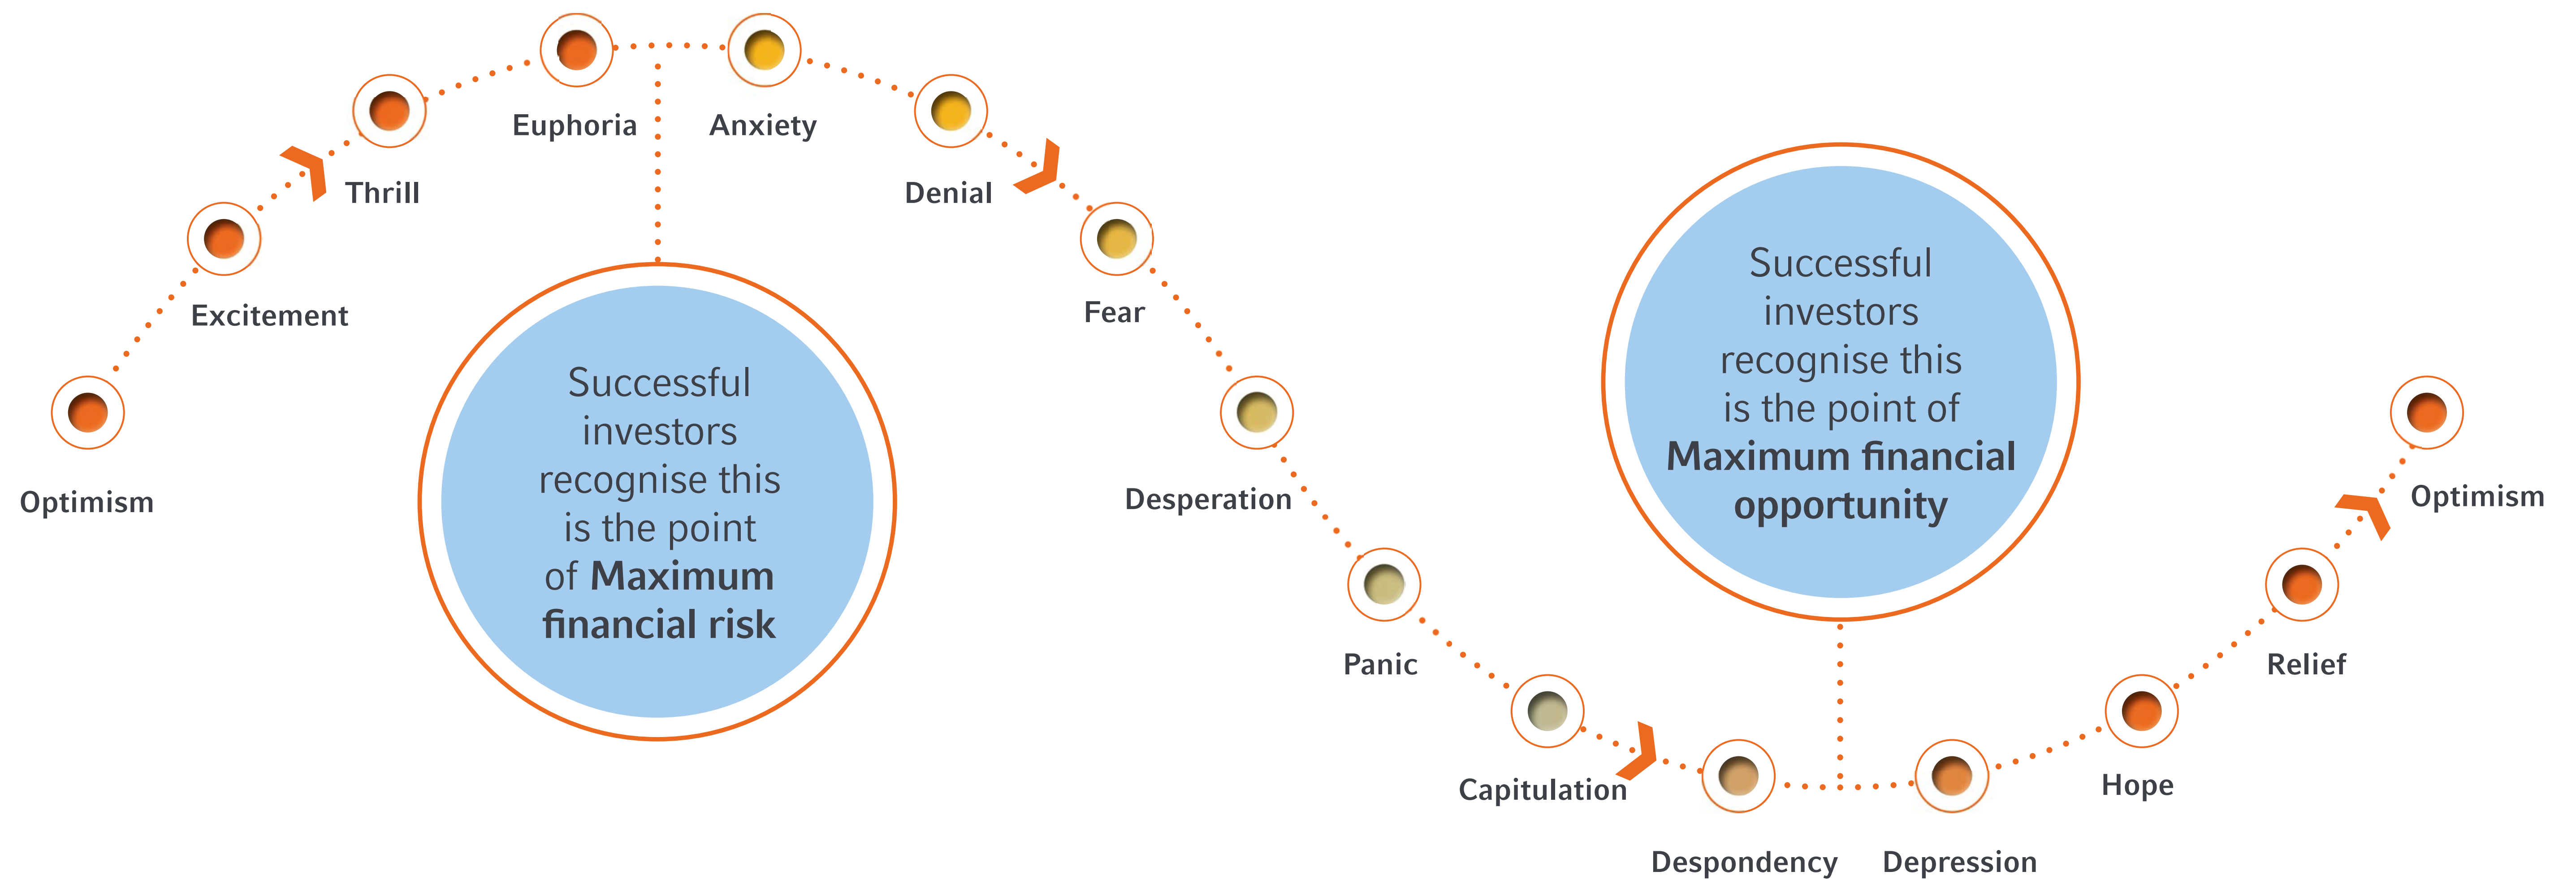 Optimism
Excitement
Thrill
Euphoria
Anxiety
Denial
Fear
Desperation
Panic
Capitulation
Despondency
Depression
Hope
Relief
Optimism
Successful
investors
recognise this
is the point
of Maximum
financial risk
Successful
investors
recognise this
is the point of
Maximum financial
opportunity